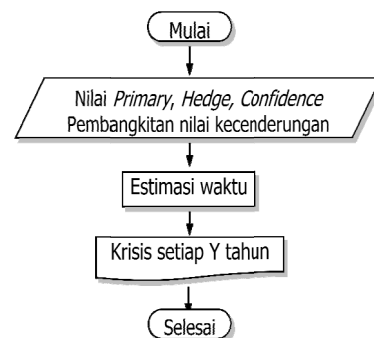 Mulai
Nilai Primary, Hedge, Confidence
Pembangkitan nilai kecenderungan
Estimasi waktu
Krisis setiap Y tahun
Selesai